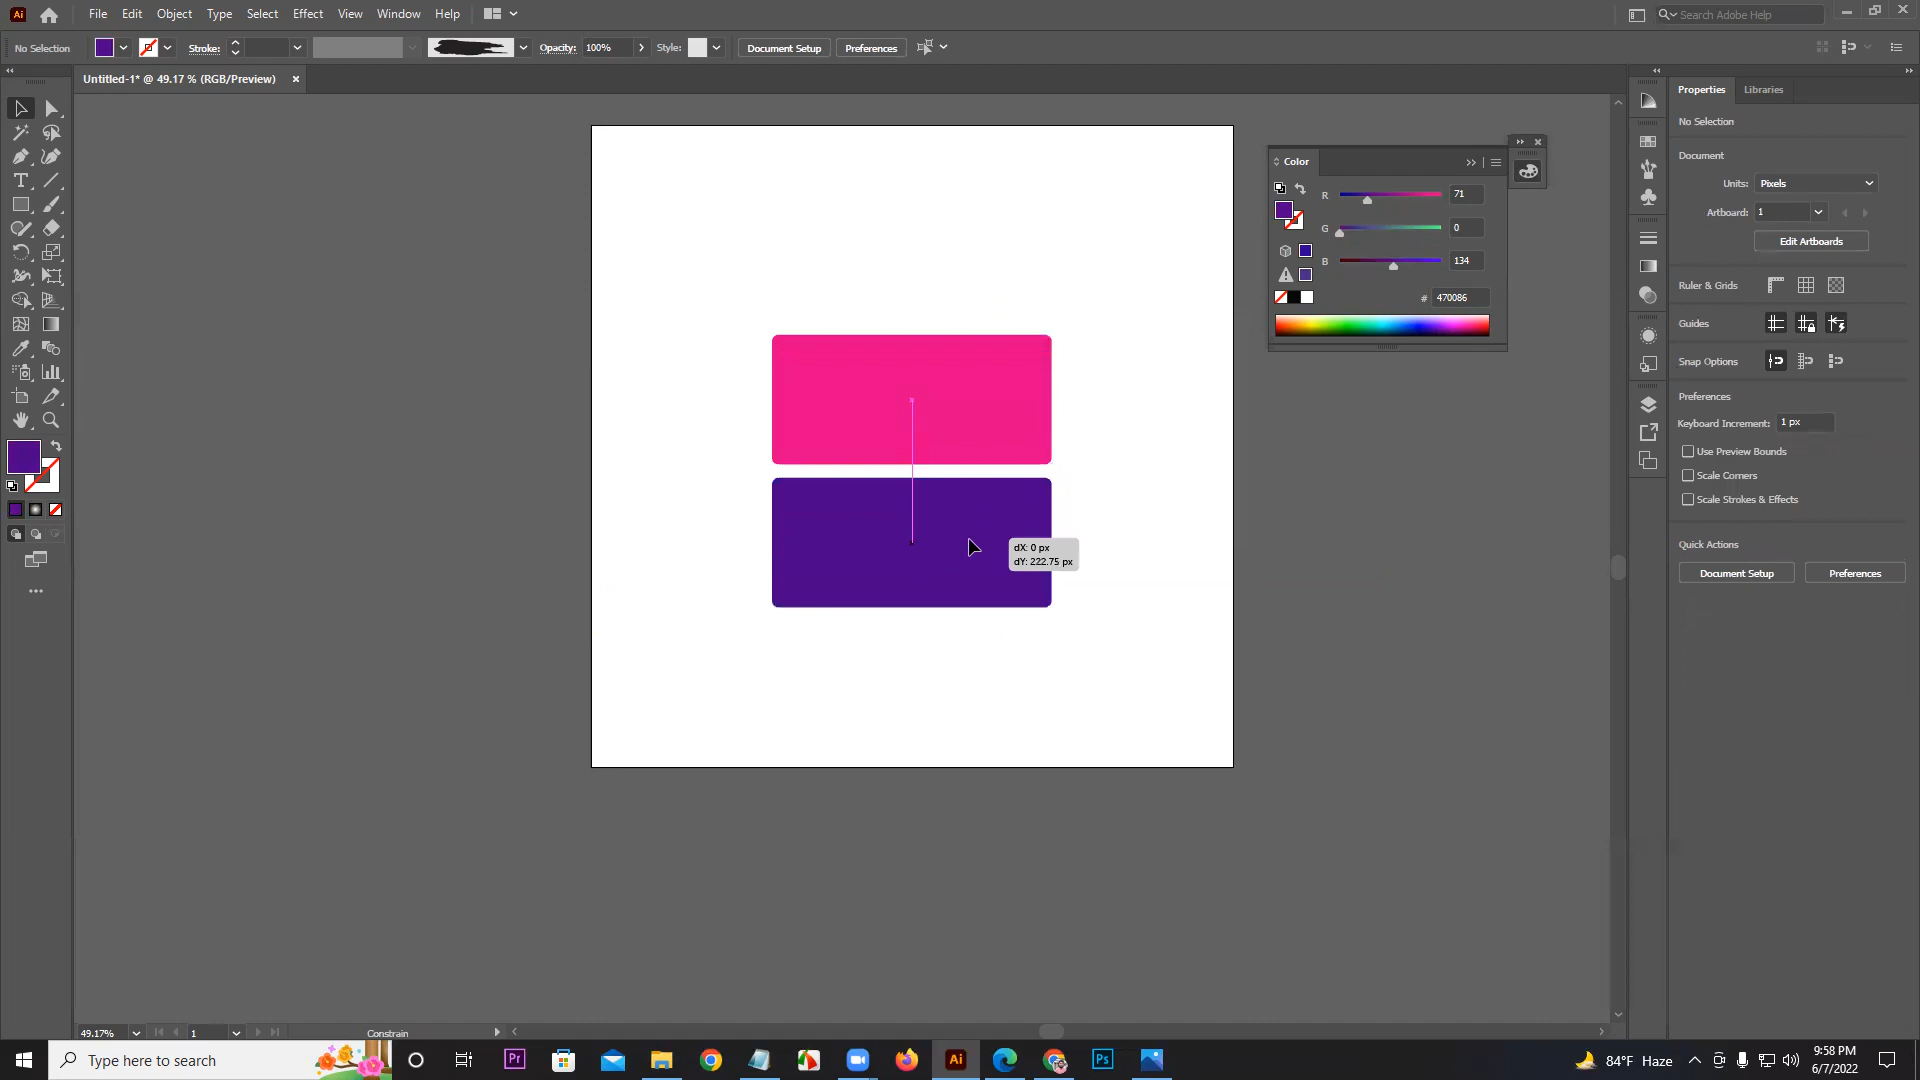 Ai File Edit Object Type Select Effect View Window Help Search Adobe Help
No Selection Stroke: Opacity: 100% Style: Document Setup Preferences
Untitled-1* @ 49.17 % (RGB/Preview)
Properties Libraries
No Selection
Document
Units: Pixels
Artboard: 1
Edit Artboards
Ruler & Grids
Guides
Snap Options
Preferences
Keyboard Increment: 1 px
Use Preview Bounds
Scale Corners
Scale Strokes & Effects
Quick Actions
Document Setup Preferences
Color
R 71
G 0
B 134
# 470086
dX: 0 px
dY: 222.75 px
49.17% 1 Constrain
Type here to search Pr Ai Ps 84°F Haze 9:58 PM
6/7/2022